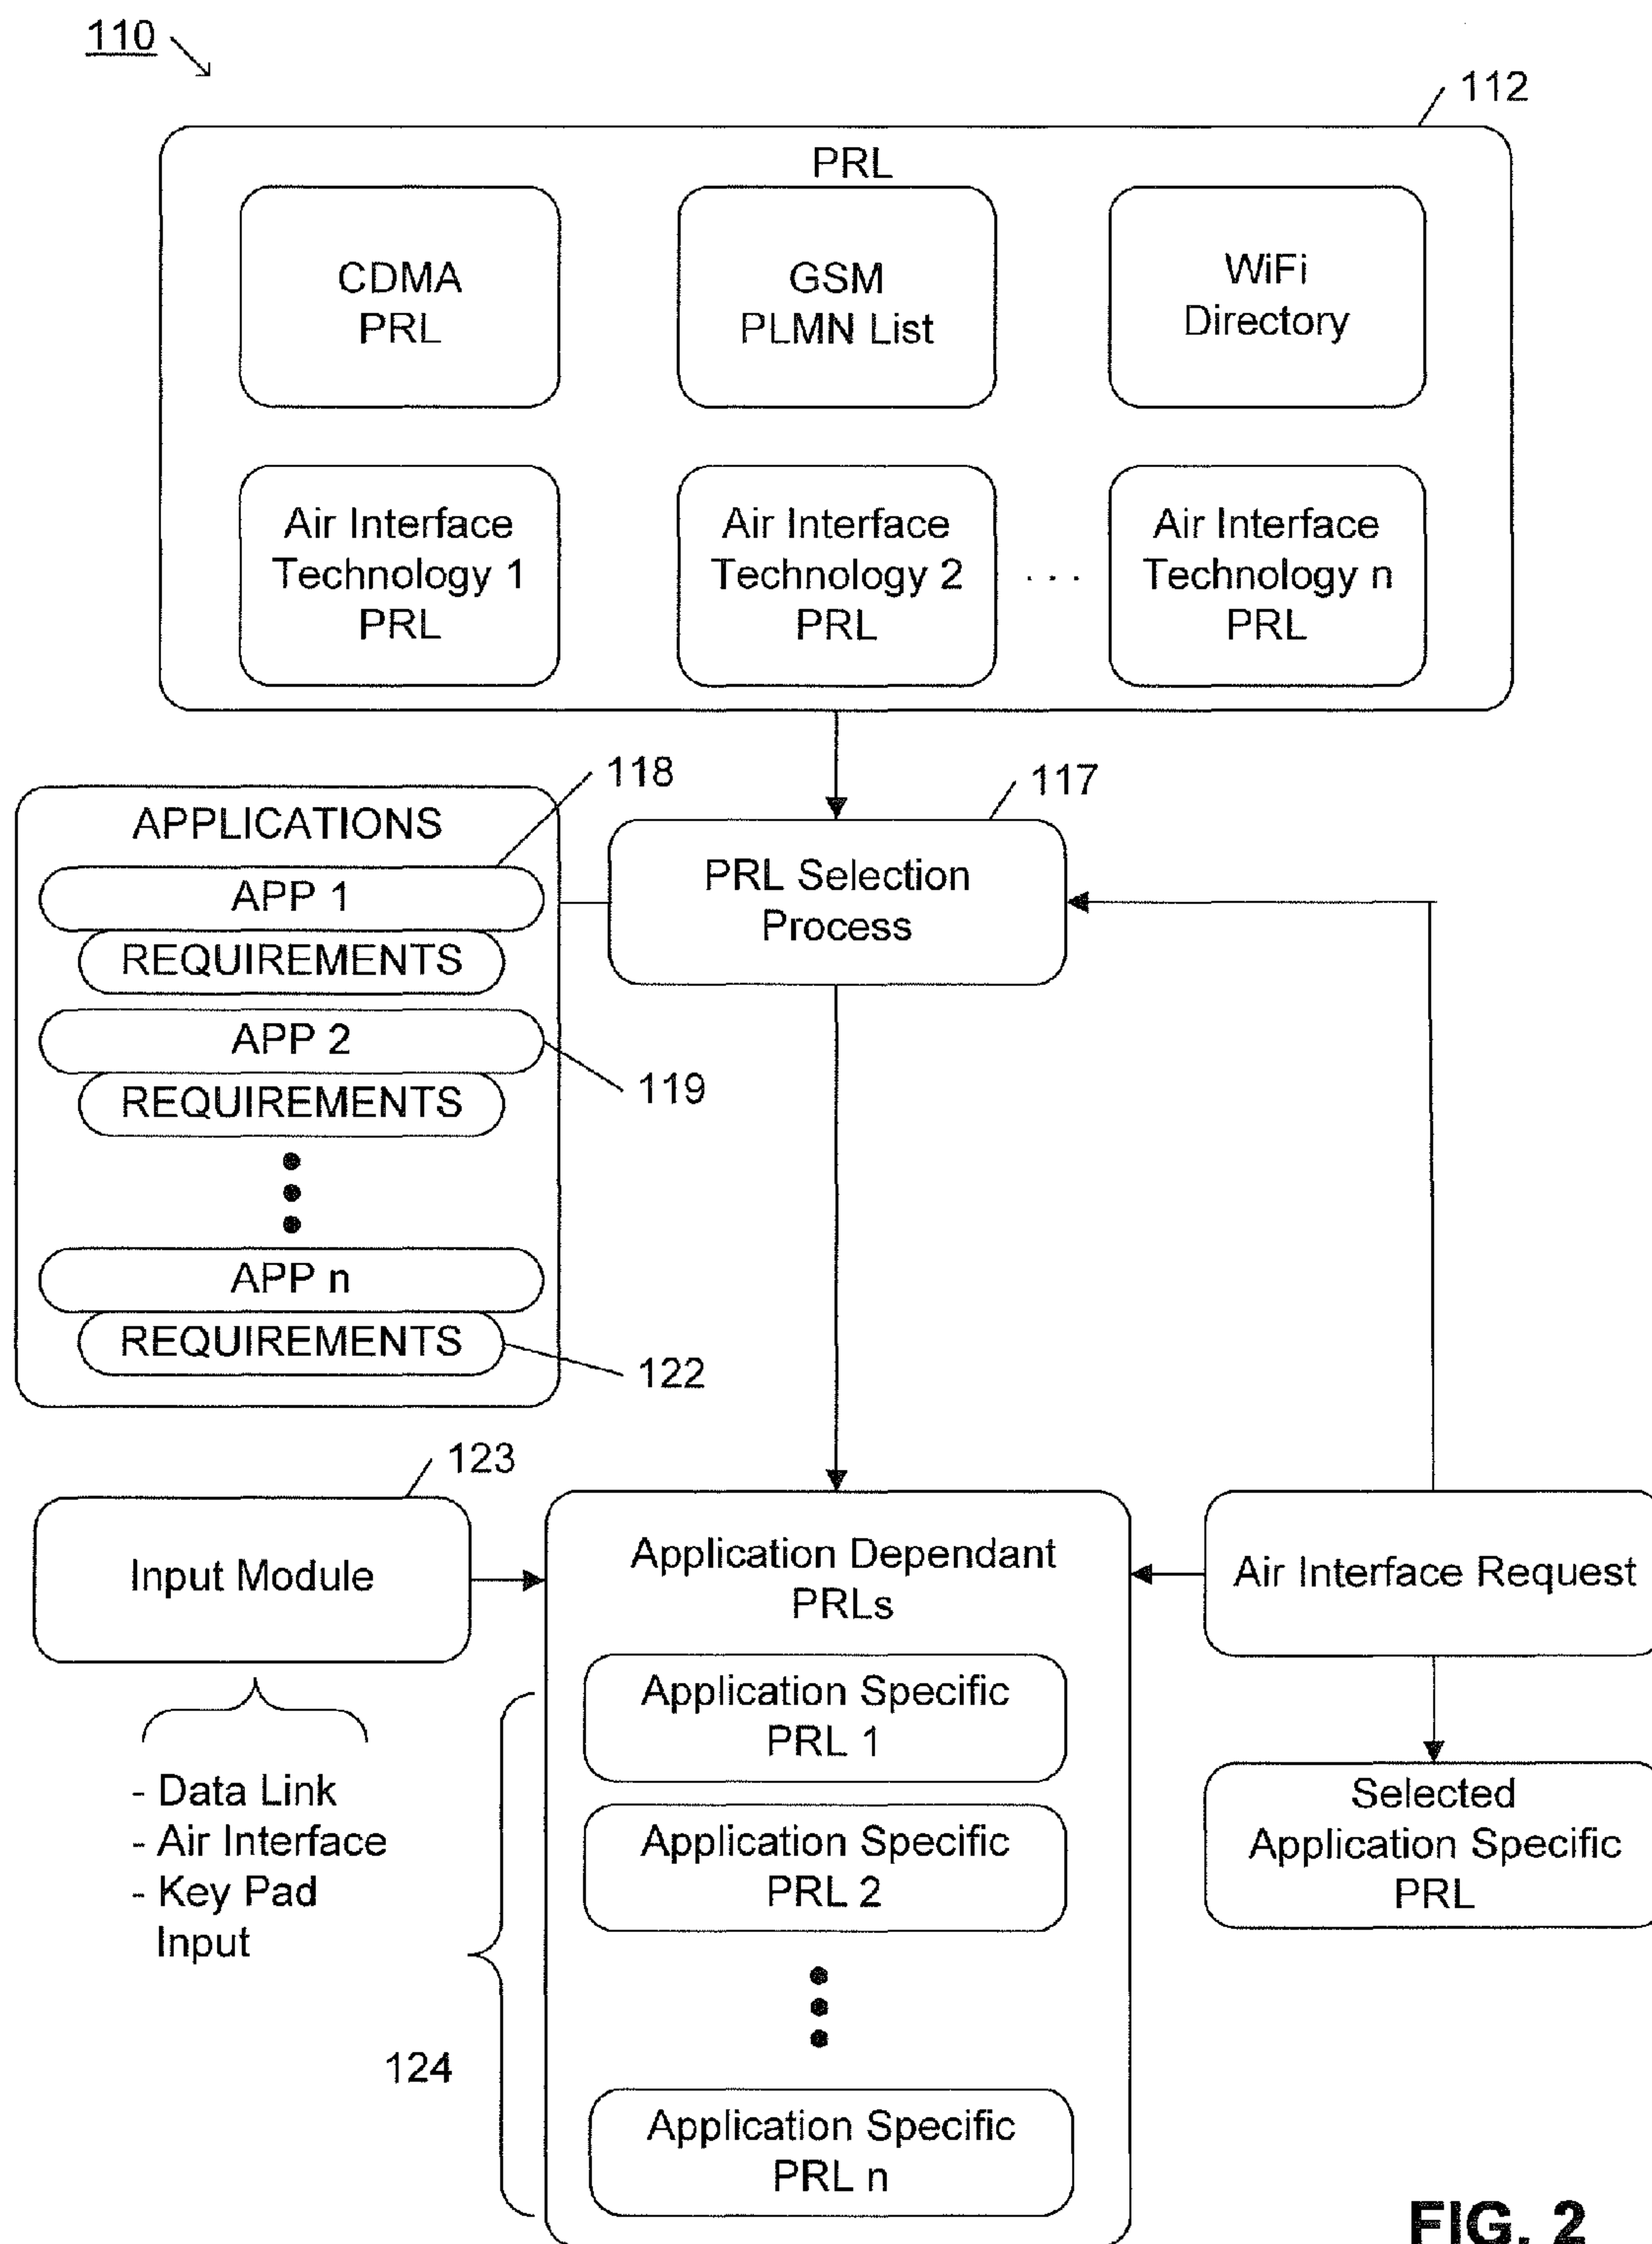 110
112
PRL
CDMA
PRL
GSM
PLMN List
WiFi
Directory
Air Interface
Technology 1
PRL
Air Interface
Technology 2
PRL
. . .
Air Interface
Technology n
PRL
118
117
APPLICATIONS
APP 1
REQUIREMENTS
APP 2
REQUIREMENTS
119
APP n
REQUIREMENTS
122
PRL Selection
Process
123
Input Module
- Data Link
- Air Interface
- Key Pad
Input
124
Application Dependant
PRLs
Application Specific
PRL 1
Application Specific
PRL 2
Application Specific
PRL n
Air Interface Request
Selected
Application Specific
PRL
FIG. 2